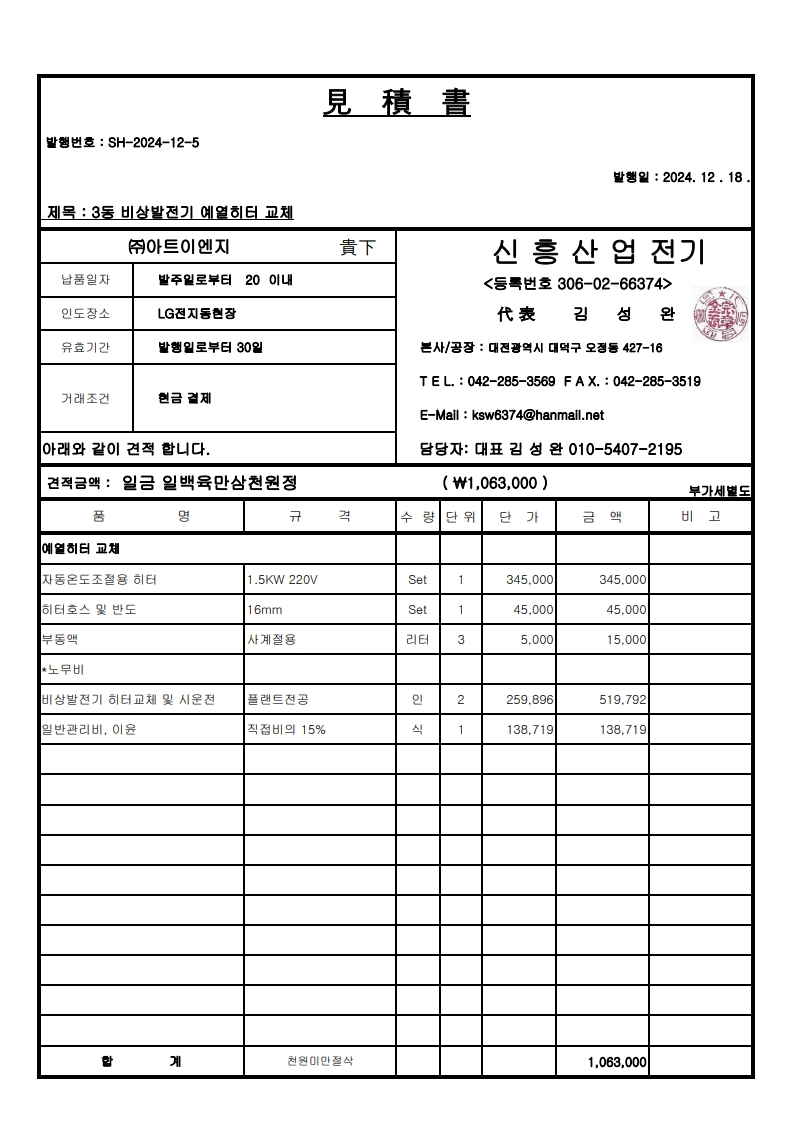 見 積 書
발행번호 : SH-2024-12-5
발행일 : 2024. 12 . 18 .
제목 : 3동 비상발전기 예열히터 교체
㈜아트이엔지 貴下
신 흥 산 업 전기
<등록번호 306-02-66374>
납품일자 발주일로부터 20 이내
代 表 김 성 완
인도장소 LG전지동현장
유효기간 발행일로부터 30일
본사/공장 : 대전광역시 대덕구 오정동 427-16
T E L. : 042-285-3569 F A X. : 042-285-3519
거래조건 현금 결제
E-Mail : ksw6374@hanmail.net
아래와 같이 견적 합니다.
담당자: 대표 김 성 완 010-5407-2195
견적금액 : 일금 일백육만삼천원정 ( ₩1,063,000 )
부가세별도
품 명 규 격 수 량 단 위 단 가 금 액 비 고
예열히터 교체
자동온도조절용 히터 1.5KW 220V Set 1 345,000 345,000
히터호스 및 반도 16mm Set 1 45,000 45,000
부동액 사계절용 리터 3 5,000 15,000
*노무비
비상발전기 히터교체 및 시운전 플랜트전공 인 2 259,896 519,792
일반관리비, 이윤 직접비의 15% 식 1 138,719 138,719
합 계 천원미만절삭 1,063,000